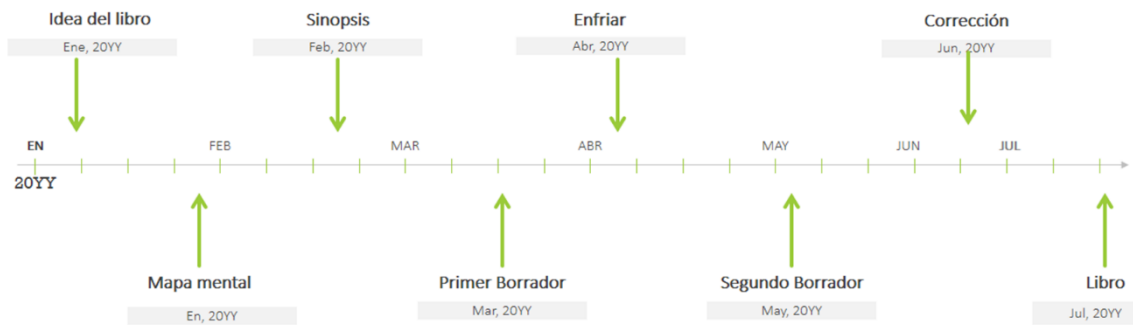 Idea del libro
Ene, 20YY
Sinopsis
Feb, 20YY
Enfriar
Abr, 20YY
Corrección
Jun, 20YY
EN
FEB
MAR
ABR
MAY
JUN
JUL
20YY
Mapa mental
En, 20YY
Primer Borrador
Mar, 20YY
Segundo Borrador
May, 20YY
Libro
Jul, 20YY